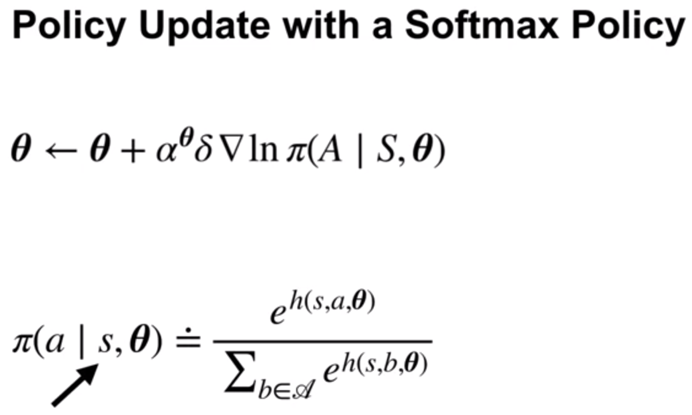 Policy Update with a Softmax Policy
θ ← θ + α^θ δ ∇ ln π(A | S, θ)
π(a | s, θ) ≐ e^{h(s,a,θ)} / ∑_{b∈𝒜} e^{h(s,b,θ)}